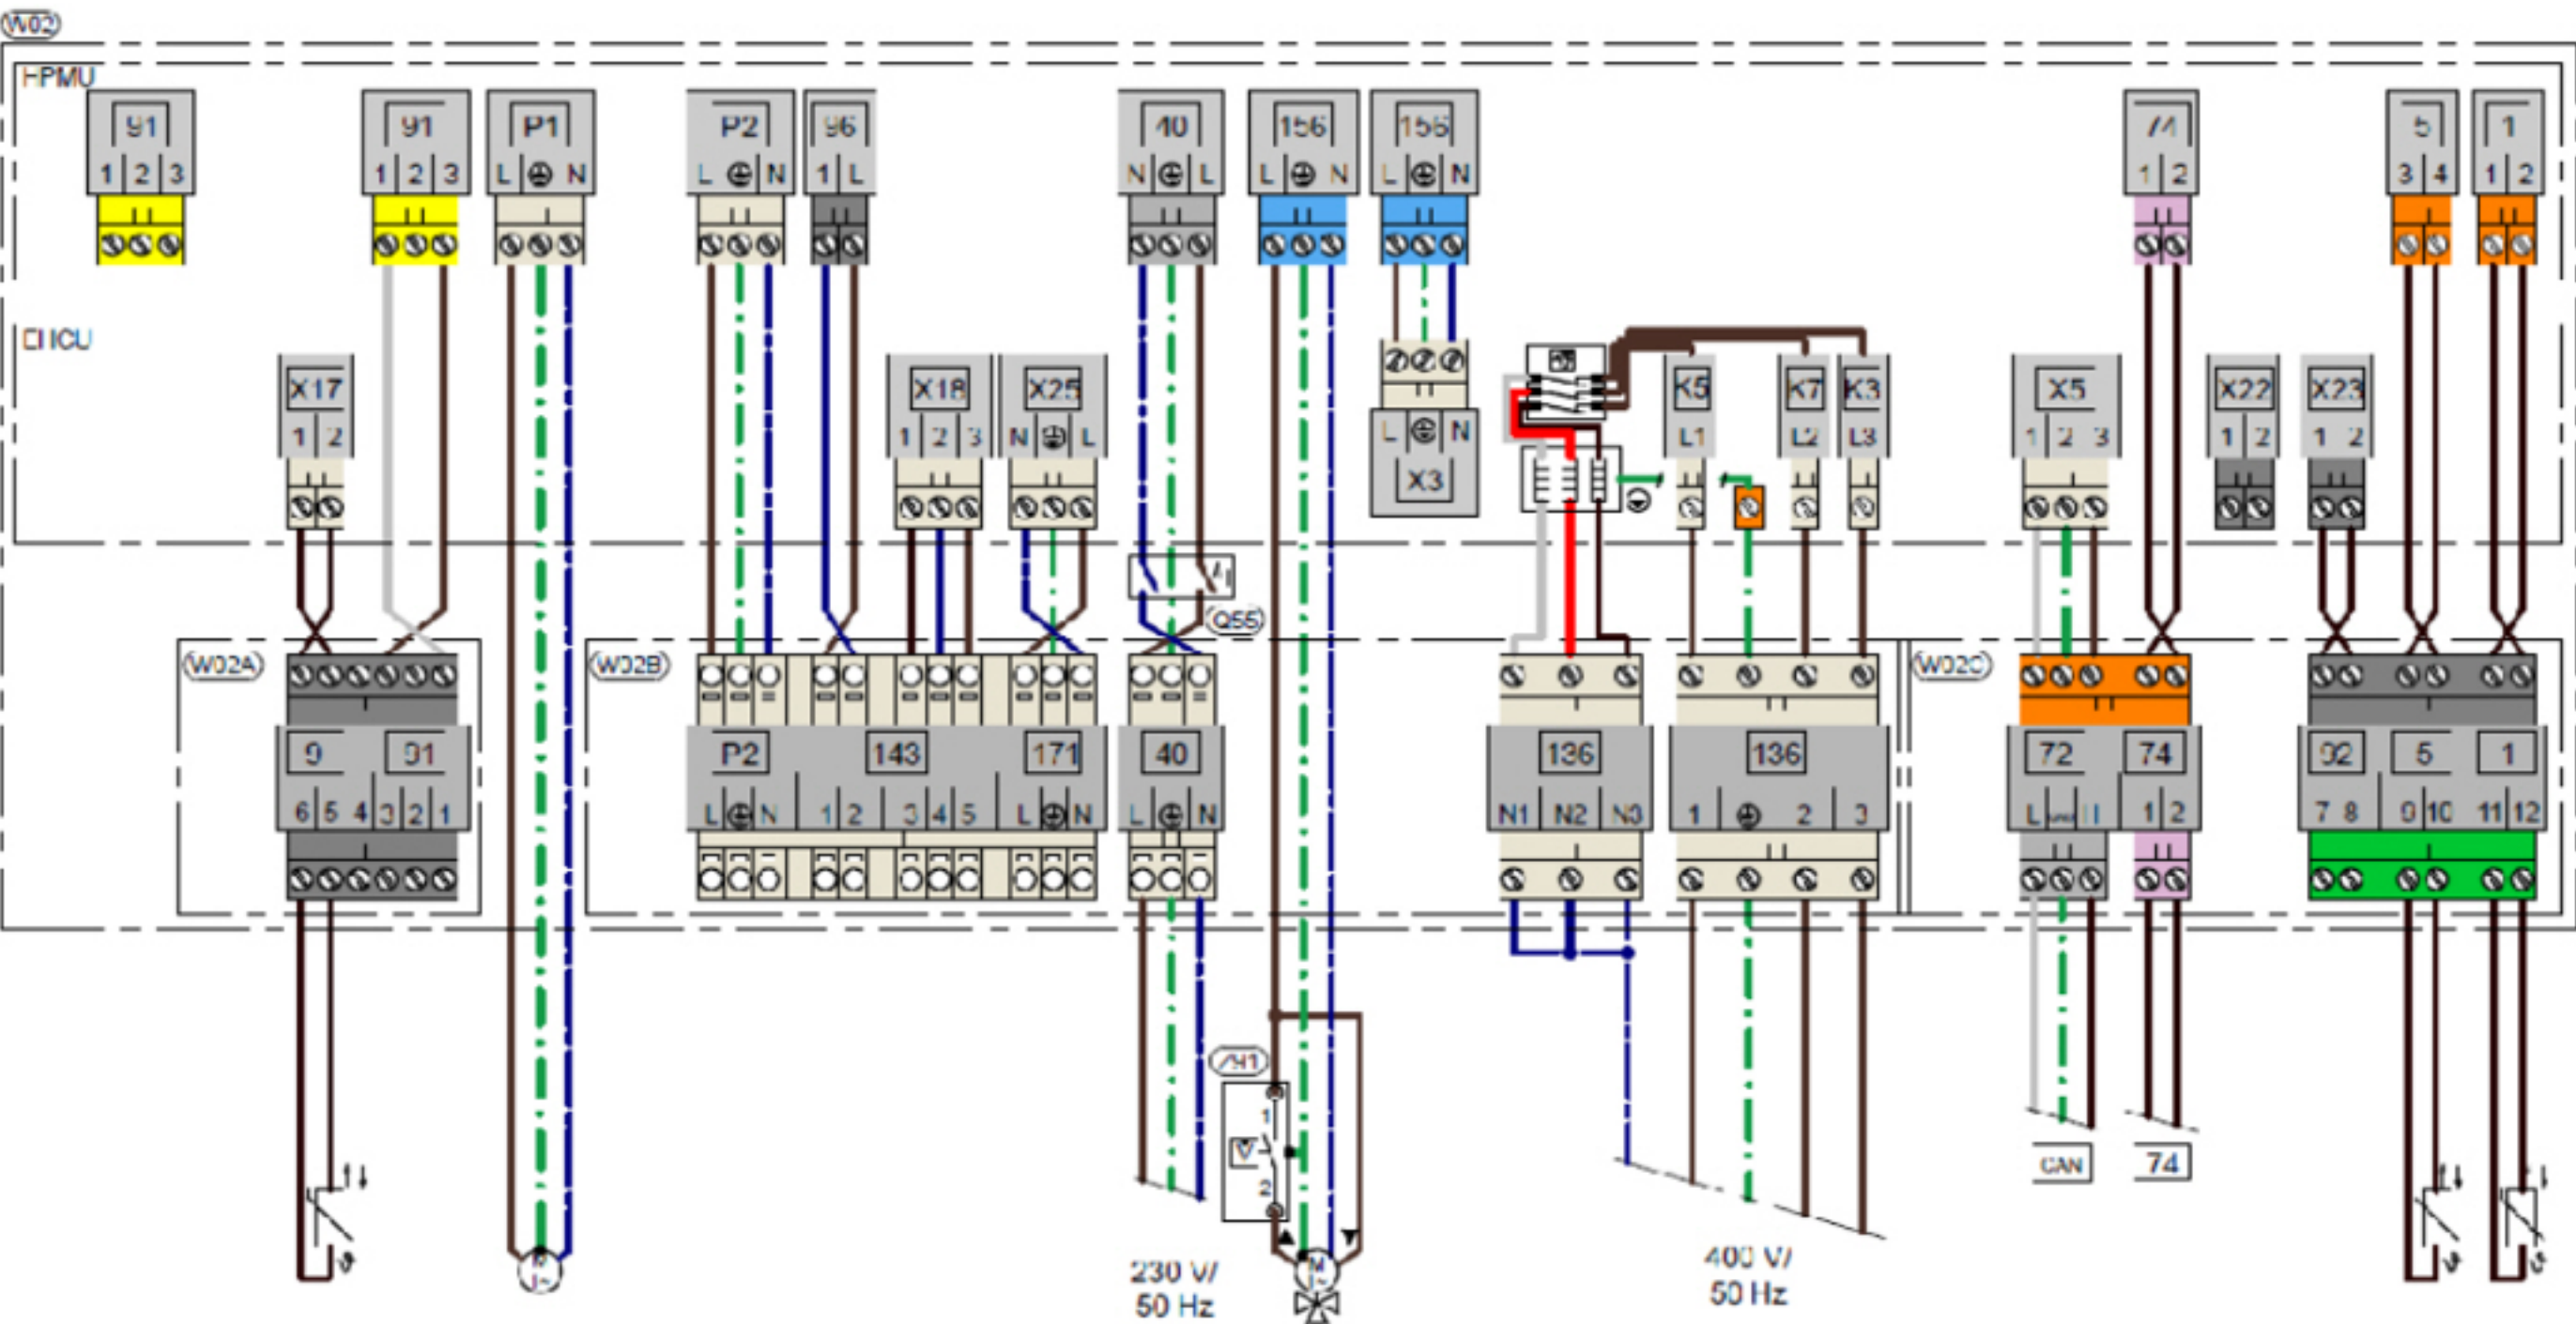 W02
HPMU
91 91 P1 P2 96 40 156 156 74 5 1
1 2 3 1 2 3 L N L N 1 L N L L N L N 1 2 3 4 1 2
X17 X18 X25 K5 K7 K3 X5 X22 X23
1 2 1 2 3 N L L N L1 L2 L3 1 2 3 1 2 1 2
X3
Q55
W02A W02B W02C
9 91 P2 143 171 40 136 136 72 74 92 5 1
6 5 4 3 2 1 L N 1 2 3 4 5 L N L N N1 N2 N3 1 2 3 L 1 2 7 8 9 10 11 12
1
2
CAN 74
M M
1~ 1~
230 V/
50 Hz
400 V/
50 Hz